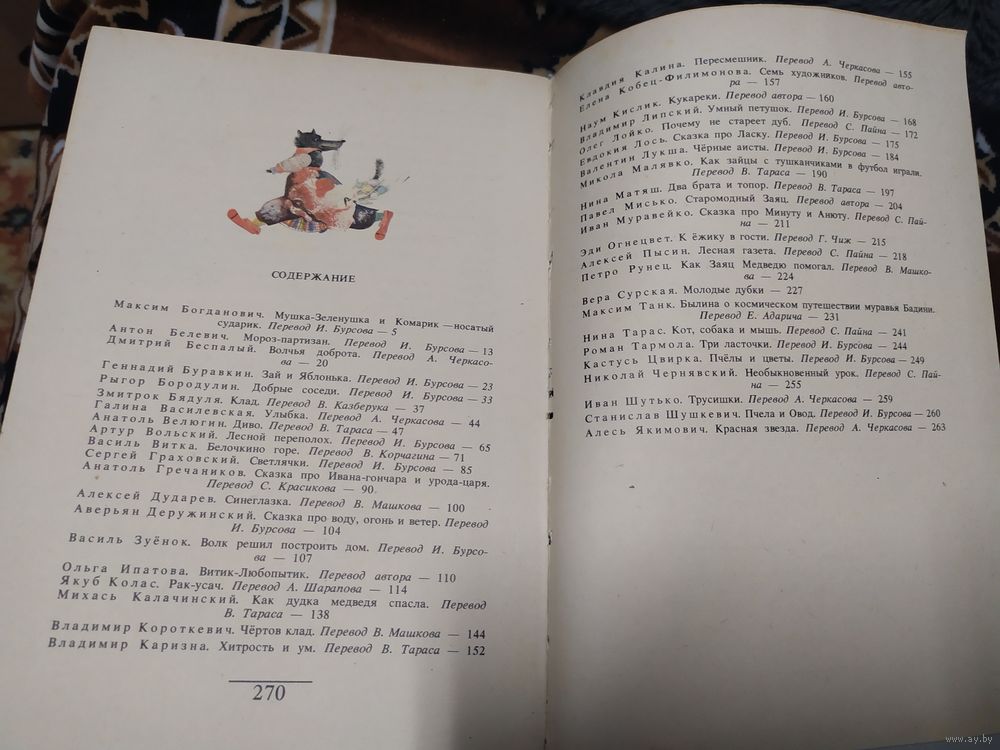 СОДЕРЖАНИЕ
Максим Богданович. Мушка-Зеленушка и Комарик — носатый
сударик. Перевод И. Бурсова — 5
Антон Белевич. Мороз-партизан. Перевод И. Бурсова — 13
Дмитрий Беспалый. Волчья доброта. Перевод А. Черкасо-
ва — 20
Геннадий Буравкин. Зай и Яблонька. Перевод И. Бурсова — 23
Рыгор Бородулин. Добрые соседи. Перевод И. Бурсова — 33
Змитрок Бядуля. Клад. Перевод В. Казберука — 37
Галина Василевская. Улыбка. Перевод А. Черкасова — 44
Анатоль Велюгин. Диво. Перевод В. Тараса — 47
Артур Вольский. Лесной переполох. Перевод И. Бурсова — 65
Василь Витка. Белочкино горе. Перевод В. Корчагина — 71
Сергей Граховский. Светлячки. Перевод И. Бурсова — 85
Анатоль Гречаников. Сказка про Ивана-гончара и урода-царя.
Перевод С. Красикова — 90.
Алексей Дударев. Синеглазка. Перевод В. Машкова — 100
Аверьян Деружинский. Сказка про воду, огонь и ветер. Перевод
И. Бурсова — 104
Василь Зуёнок. Волк решил построить дом. Перевод И. Бурсо-
ва — 107
Ольга Ипатова. Витик-Любопытик. Перевод автора — 110
Якуб Колас. Рак-усач. Перевод А. Шарапова — 114
Михась Калачинский. Как дудка медведя спасла. Перевод
В. Тараса — 138
Владимир Короткевич. Чёртов клад. Перевод В. Машкова — 144
Владимир Каризна. Хитрость и ум. Перевод В. Тараса — 152
270
Клавдия Калина. Пересмешник. Перевод А. Черкасова — 155
Елена Кобец-Филимонова. Семь художников. Перевод авто-
ра — 157
Наум Кислик. Кукареки. Перевод автора — 160
Владимир Липский. Умный петушок. Перевод И. Бурсова — 168
Олег Лойко. Почему не стареет дуб. Перевод С. Пайна — 172
Евдокия Лось. Сказка про Ласку. Перевод И. Бурсова — 175
Валентин Лукша. Чёрные аисты. Перевод И. Бурсова — 184
Микола Малявко. Как зайцы с тушканчиками в футбол играли.
Перевод В. Тараса — 190
Нина Матяш. Два брата и топор. Перевод В. Тараса — 197
Павел Мисько. Старомодный Заяц. Перевод автора — 204
Иван Муравейко. Сказка про Минуту и Анюту. Перевод С. Пай-
на — 211
Эди Огнецвет. К ёжику в гости. Перевод Г. Чиж — 215
Алексей Пысин. Лесная газета. Перевод С. Пайна — 218
Петро Рунец. Как Заяц Медведю помогал. Перевод В. Машко-
ва — 224
Вера Сурская. Молодые дубки — 227
Максим Танк. Былина о космическом путешествии муравья Бадини.
Перевод Е. Адарича — 231
Нина Тарас. Кот, собака и мышь. Перевод С. Пайна — 241
Роман Тармола. Три ласточки. Перевод И. Бурсова — 244
Кастусь Цвирка. Пчёлы и цветы. Перевод И. Бурсова — 249
Николай Чернявский. Необыкновенный урок. Перевод С. Пай-
на — 255
Иван Шутько. Трусишки. Перевод А. Черкасова — 259
Станислав Шушкевич. Пчела и Овод. Перевод И. Бурсова — 260
Алесь Якимович. Красная звезда. Перевод А. Черкасова — 263
www.ay.by